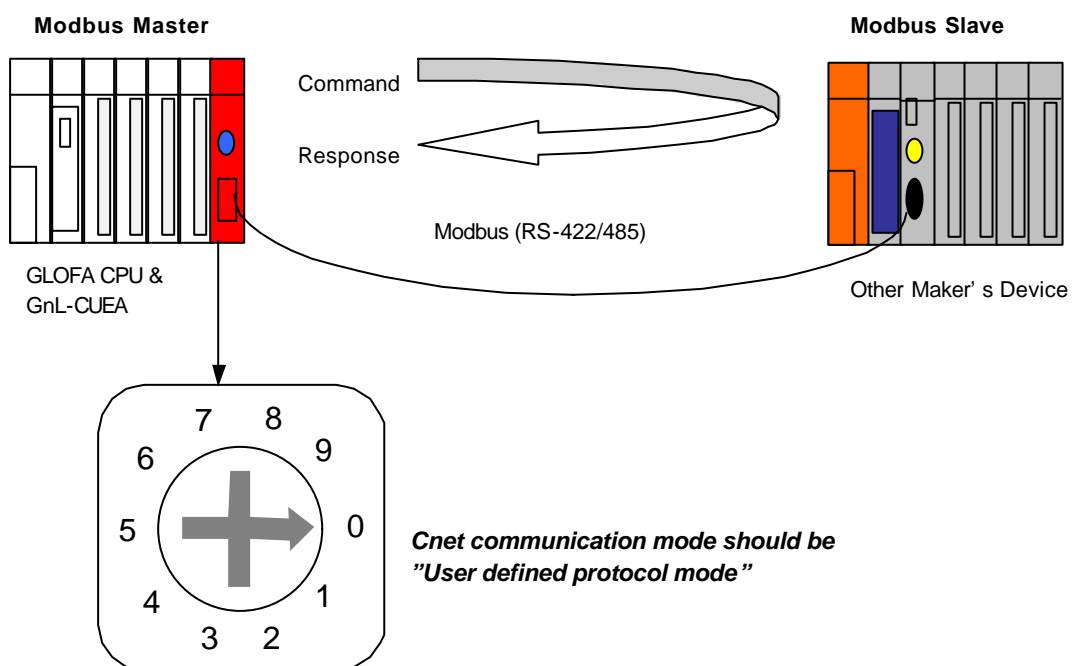 Modbus Master
Modbus Slave
Command
Response
Modbus (RS-422/485)
GLOFA CPU &
GnL-CUEA
Other Maker' s Device
7
8
6
9
5
0
4
1
3
2
Cnet communication mode should be
”User defined protocol mode”